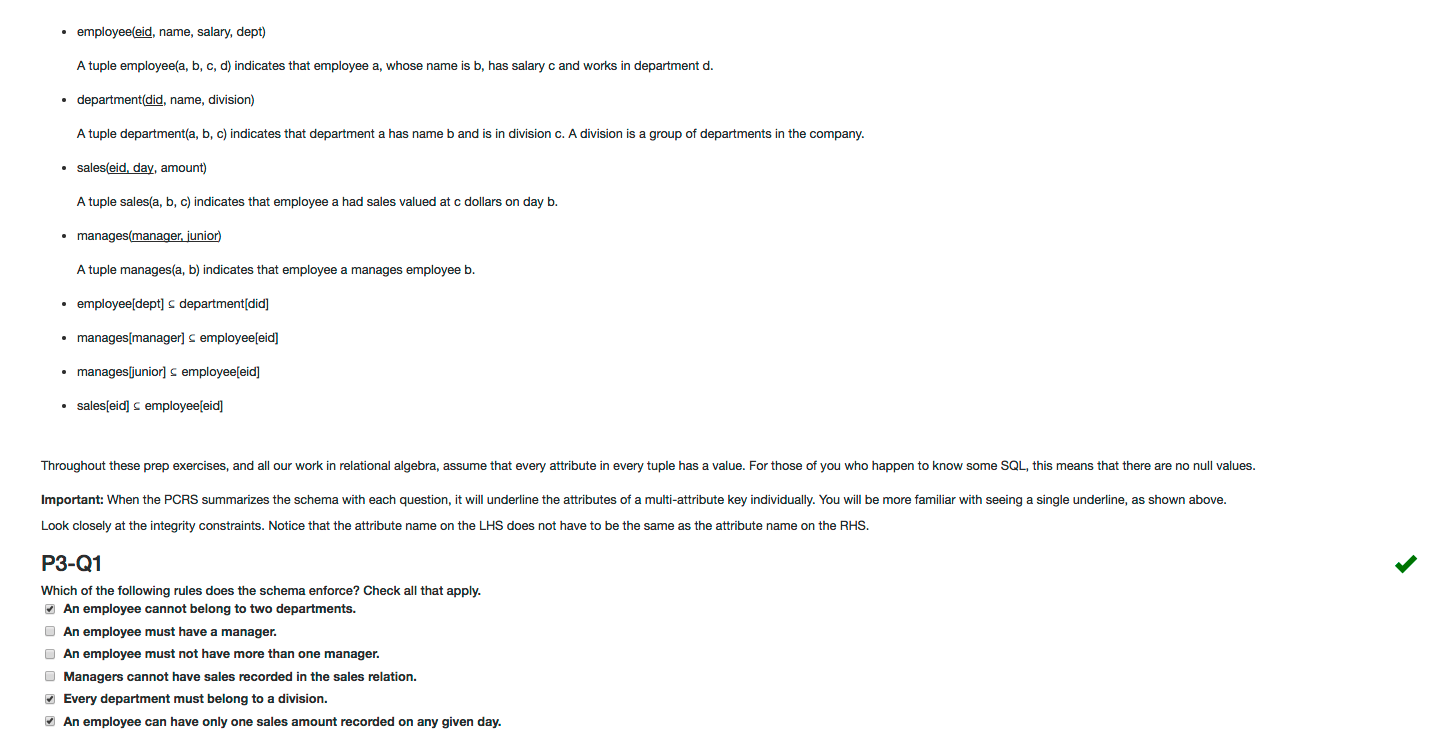 • employee(eid, name, salary, dept)
A tuple employee(a, b, c, d) indicates that employee a, whose name is b, has salary c and works in department d.
• department(did, name, division)
A tuple department(a, b, c) indicates that department a has name b and is in division c. A division is a group of departments in the company.
• sales(eid, day, amount)
A tuple sales(a, b, c) indicates that employee a had sales valued at c dollars on day b.
• manages(manager, junior)
A tuple manages(a, b) indicates that employee a manages employee b.
• employee[dept] ⊆ department[did]
• manages[manager] ⊆ employee[eid]
• manages[junior] ⊆ employee[eid]
• sales[eid] ⊆ employee[eid]
Throughout these prep exercises, and all our work in relational algebra, assume that every attribute in every tuple has a value. For those of you who happen to know some SQL, this means that there are no null values.
Important: When the PCRS summarizes the schema with each question, it will underline the attributes of a multi-attribute key individually. You will be more familiar with seeing a single underline, as shown above.
Look closely at the integrity constraints. Notice that the attribute name on the LHS does not have to be the same as the attribute name on the RHS.
P3-Q1
Which of the following rules does the schema enforce? Check all that apply.
An employee cannot belong to two departments.
An employee must have a manager.
An employee must not have more than one manager.
Managers cannot have sales recorded in the sales relation.
Every department must belong to a division.
An employee can have only one sales amount recorded on any given day.